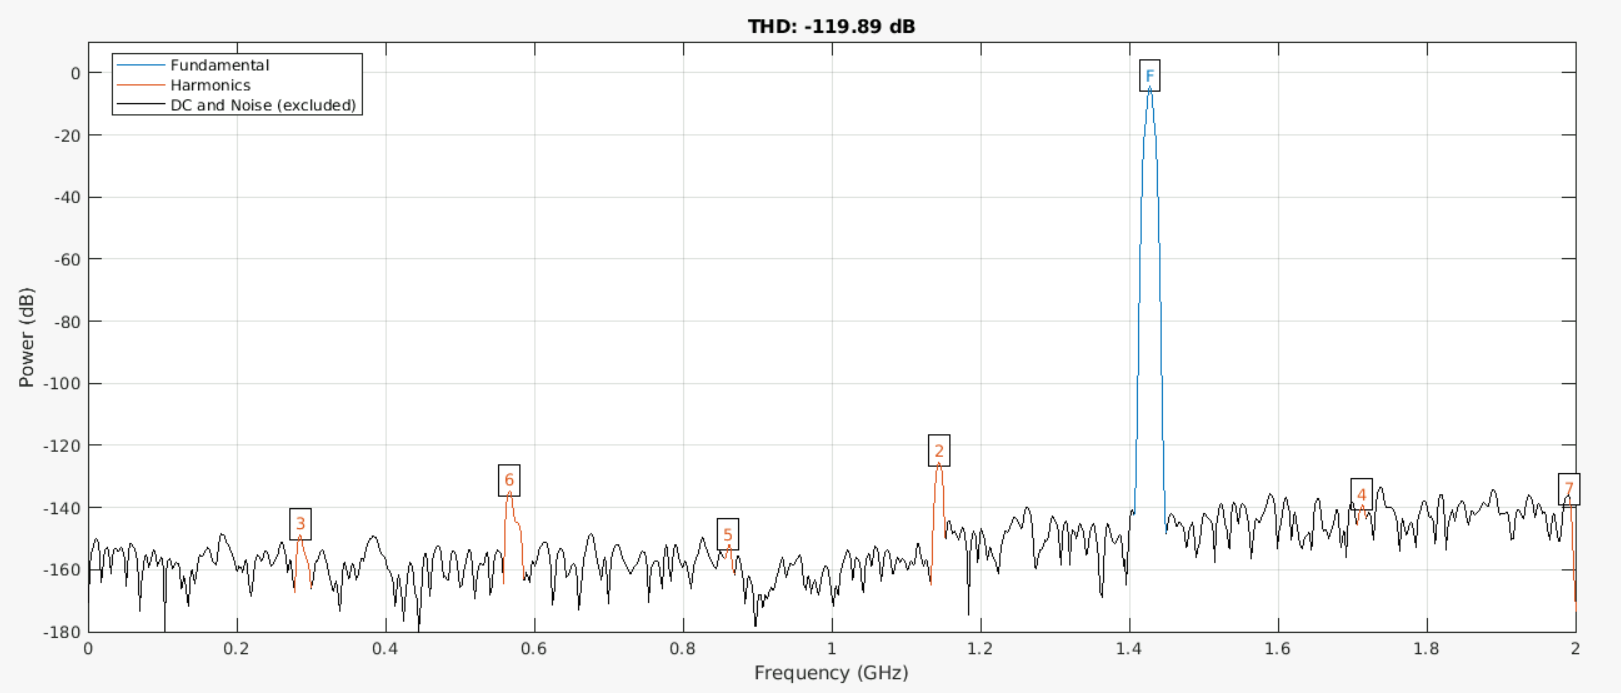 THD: -119.89 dB
Fundamental
Harmonics
DC and Noise (excluded)
Power (dB)
0
-20
-40
-60
-80
-100
-120
-140
-160
-180
F
2
3
4
5
6
7
0 0.2 0.4 0.6 0.8 1 1.2 1.4 1.6 1.8 2
Frequency (GHz)